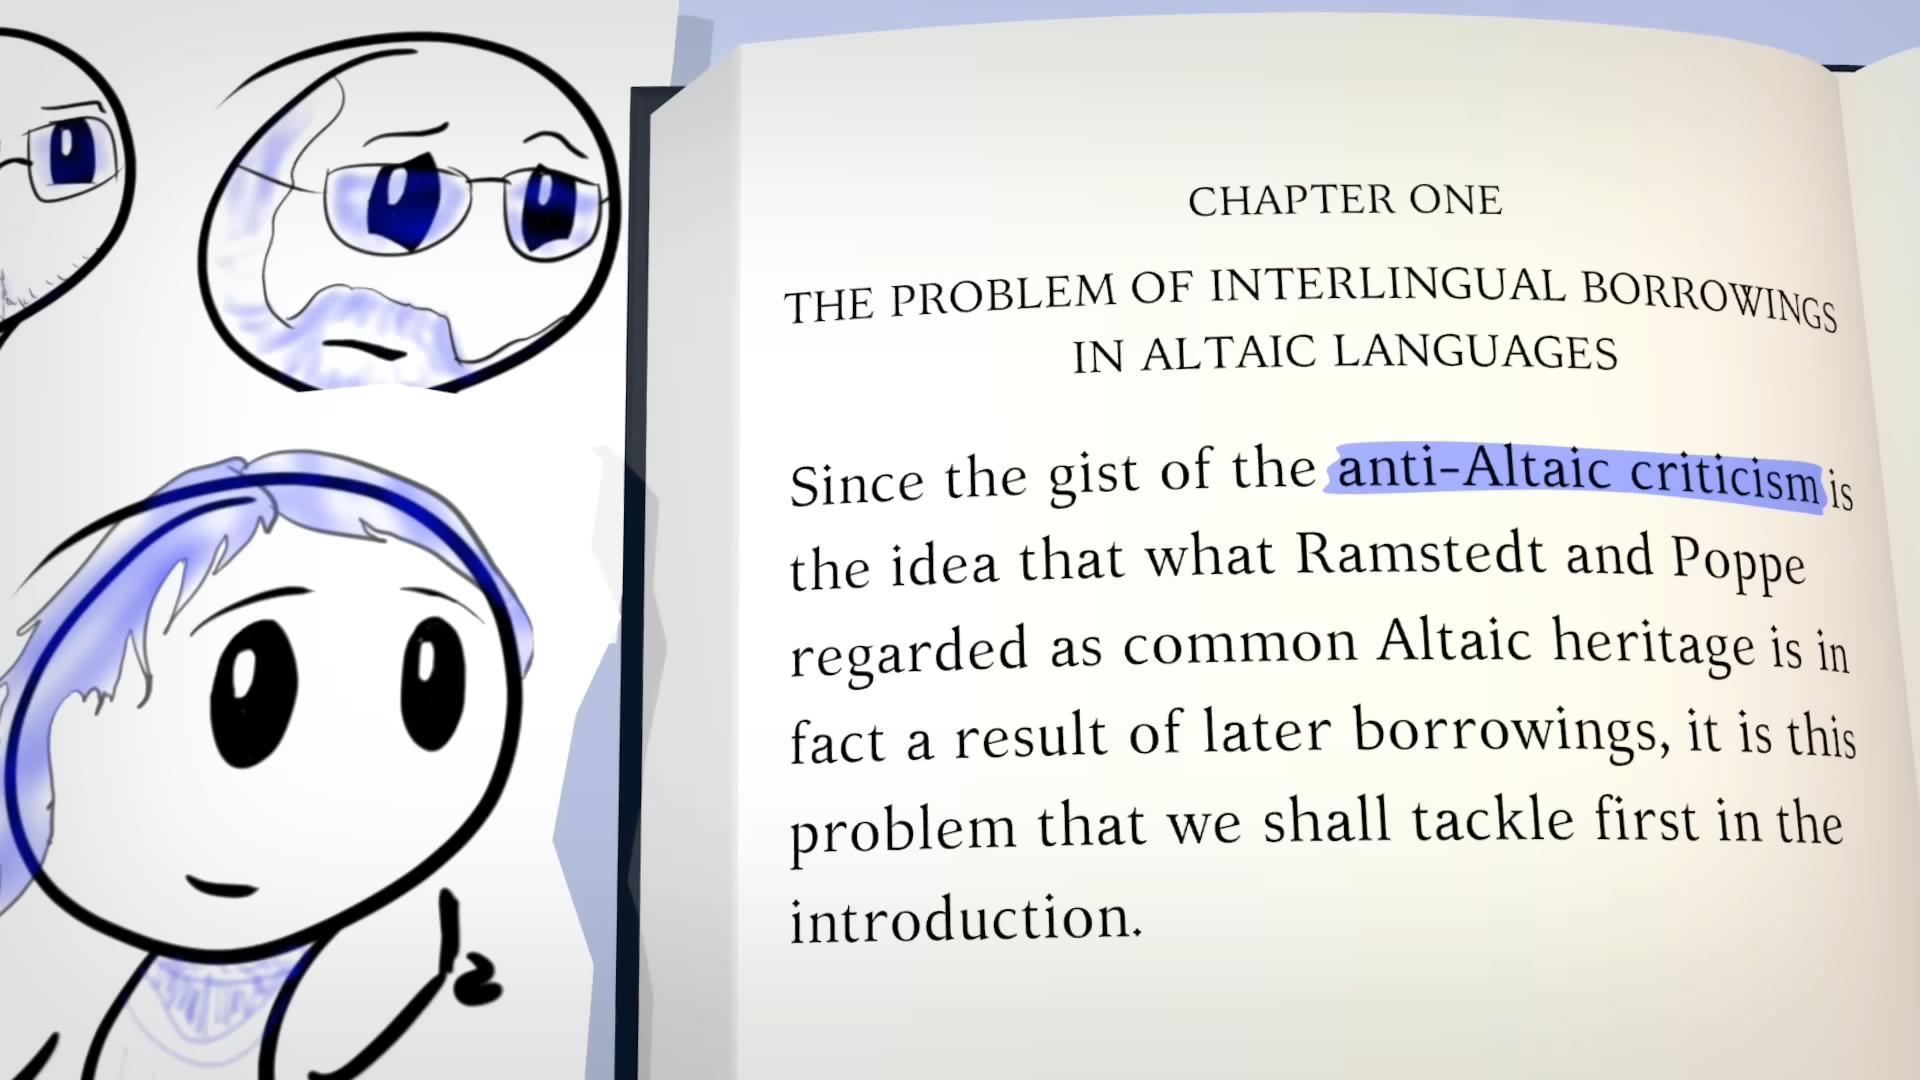 CHAPTER ONE
THE PROBLEM OF INTERLINGUAL BORROWINGS
IN ALTAIC LANGUAGES
Since the gist of the anti-Altaic criticism is
the idea that what Ramstedt and Poppe
regarded as common Altaic heritage is in
fact a result of later borrowings, it is this
problem that we shall tackle first in the
introduction.